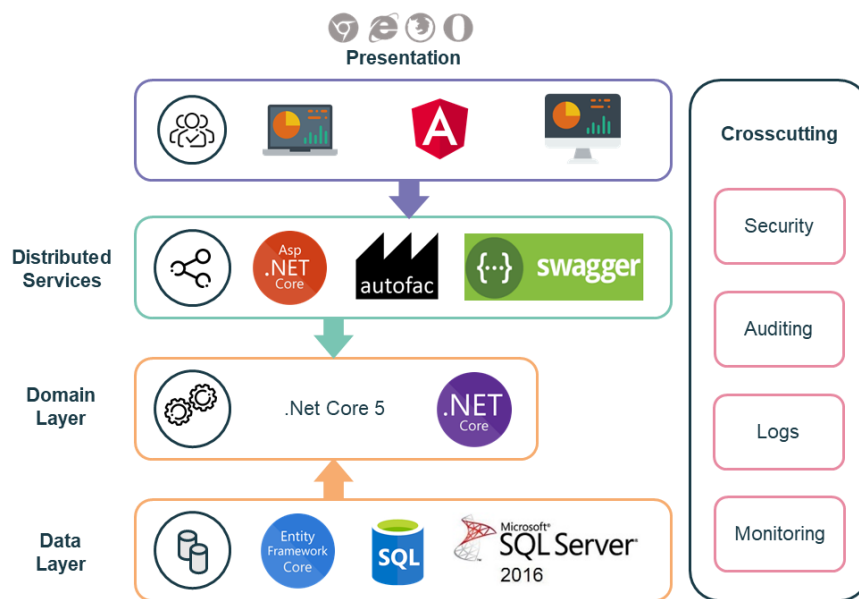 Presentation
A
Crosscutting
Security
Auditing
Logs
Monitoring
Distributed
Services
Asp
.NET
Core
autofac
{···} swagger
Domain
Layer
.Net Core 5
.NET
Core
Data
Layer
Entity
Framework
Core
SQL
Microsoft®
SQL Server®
2016